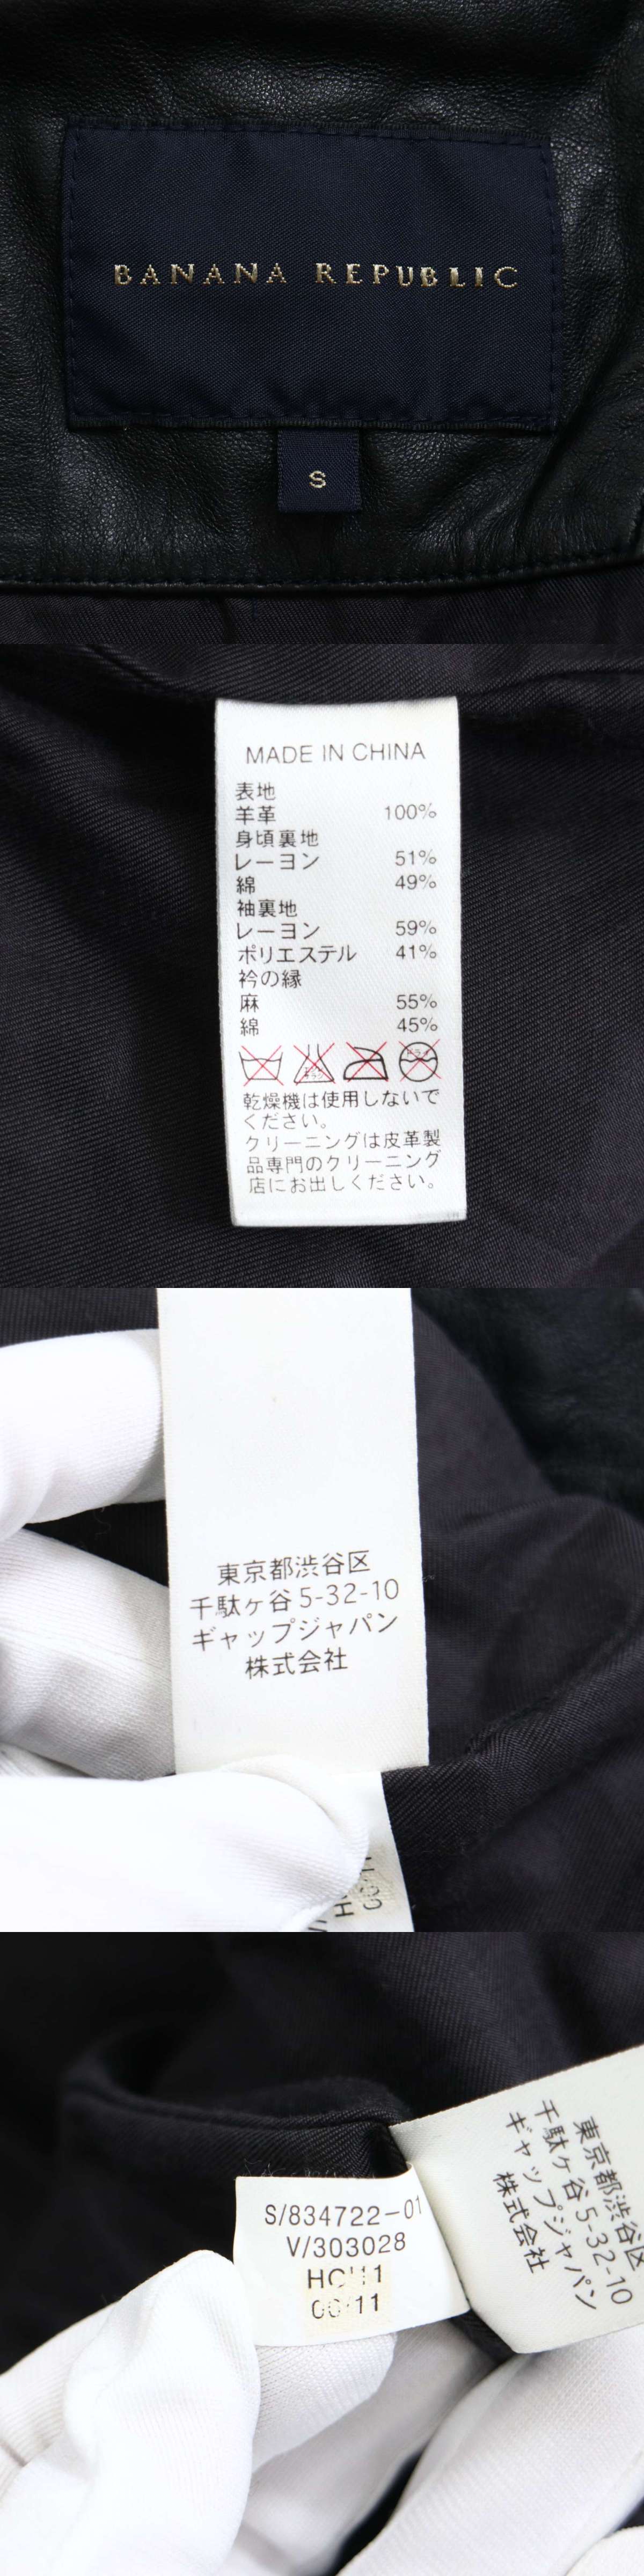 BANANA REPUBLIC
S
MADE IN CHINA
表地
羊革 100%
身頃裏地
レーヨン 51%
綿 49%
袖裏地
レーヨン 59%
ポリエステル 41%
衿の縁
麻 55%
綿 45%
乾燥機は使用しないで
ください。
クリーニングは皮革製
品専門のクリーニング
店にお出しください。
東京都渋谷区
千駄ヶ谷 5-32-10
ギャップジャパン
株式会社
S/834722-01
V/303028
HO'11
東京都渋谷区
千駄ヶ谷 5-32-10
ギャップジャパン
株式会社